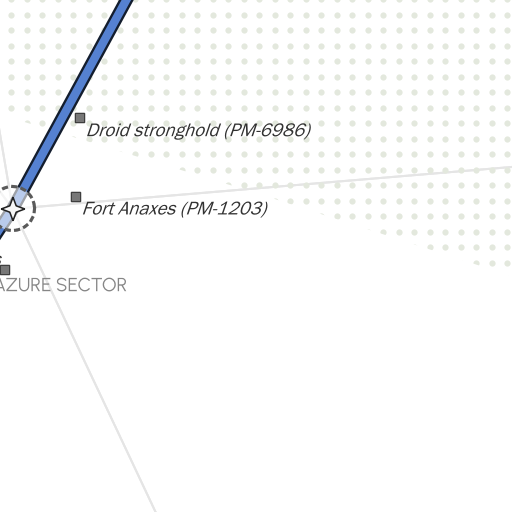 Droid stronghold (PM-6986)
Fort Anaxes (PM-1203)
AZURE SECTOR